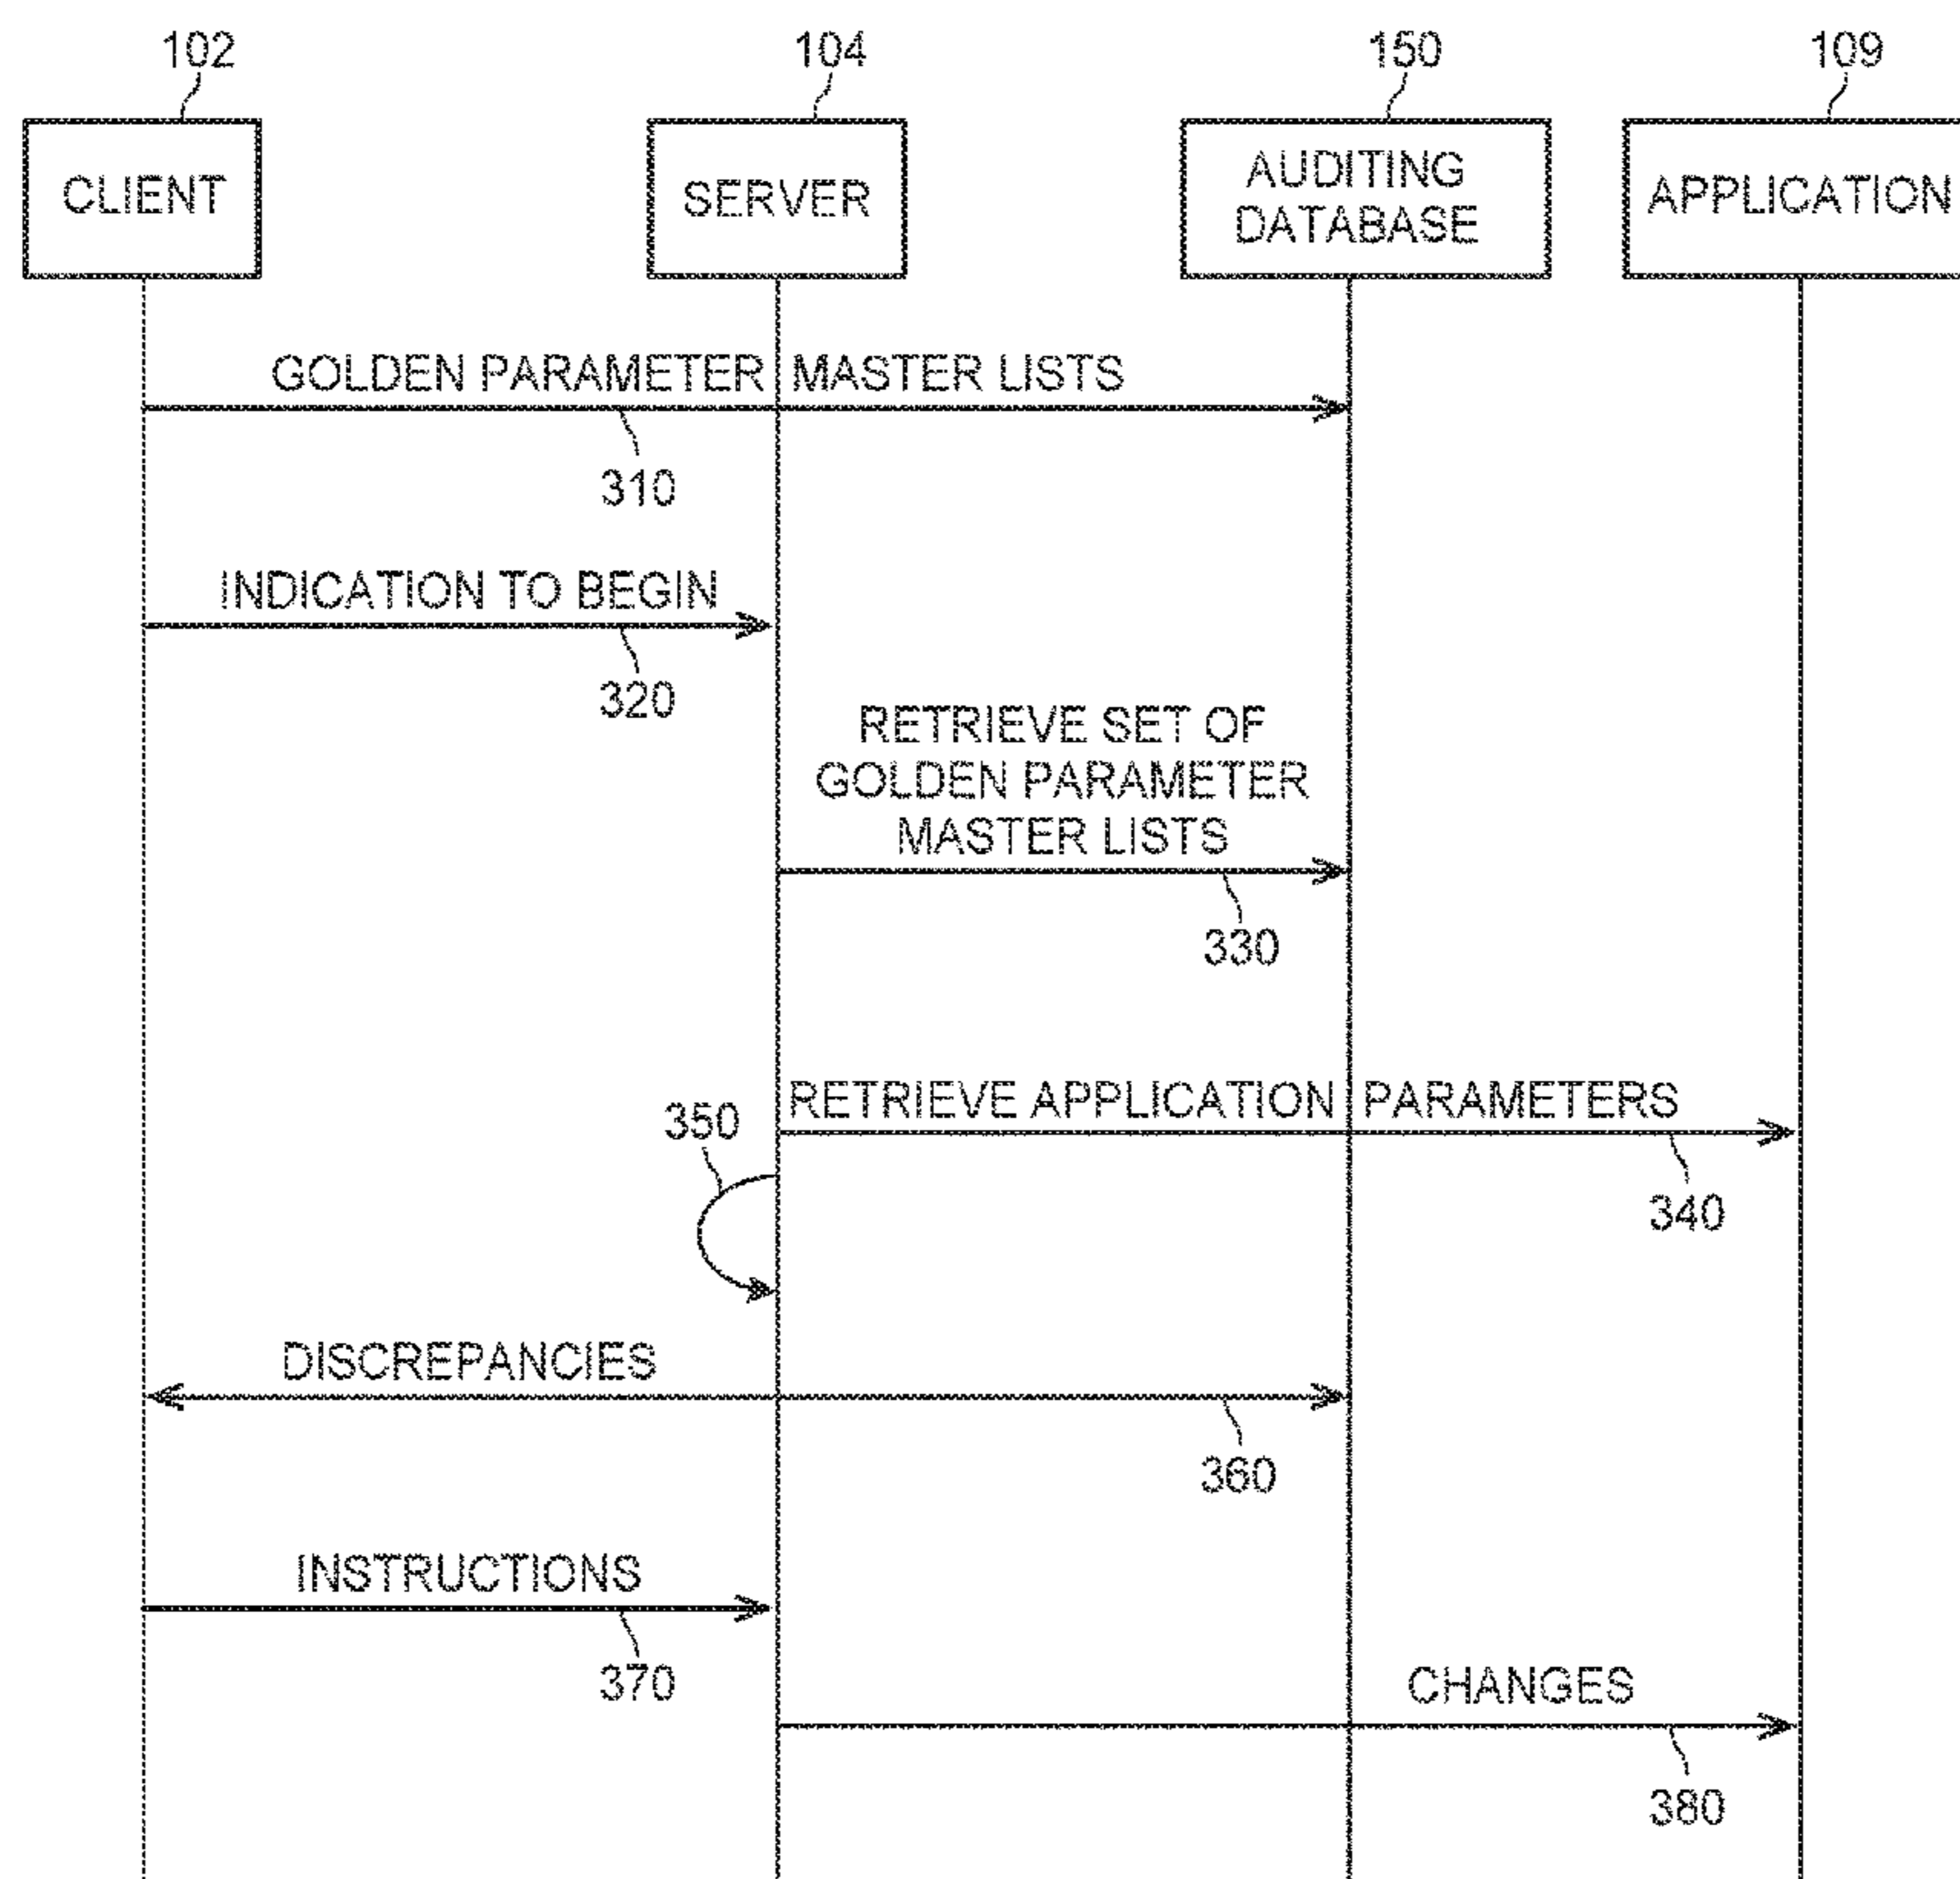 102
104
150
109
CLIENT
SERVER
AUDITING
DATABASE
APPLICATION
GOLDEN PARAMETER MASTER LISTS
310
INDICATION TO BEGIN
320
RETRIEVE SET OF
GOLDEN PARAMETER
MASTER LISTS
330
RETRIEVE APPLICATION PARAMETERS
350
340
DISCREPANCIES
360
INSTRUCTIONS
370
CHANGES
380